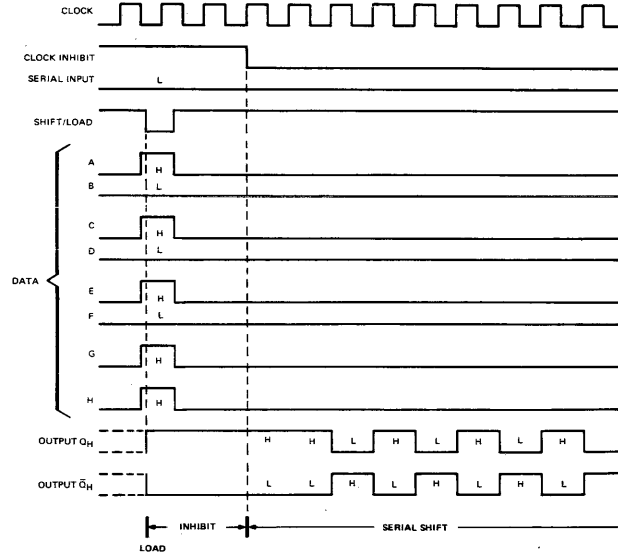 CLOCK
CLOCK INHIBIT
SERIAL INPUT L
SHIFT/LOAD
DATA
A H
B L
C H
D L
E H
F L
G H
H H
OUTPUT QH H H L H L H L H
OUTPUT Q̅H L L H L H L H L
INHIBIT SERIAL SHIFT
LOAD